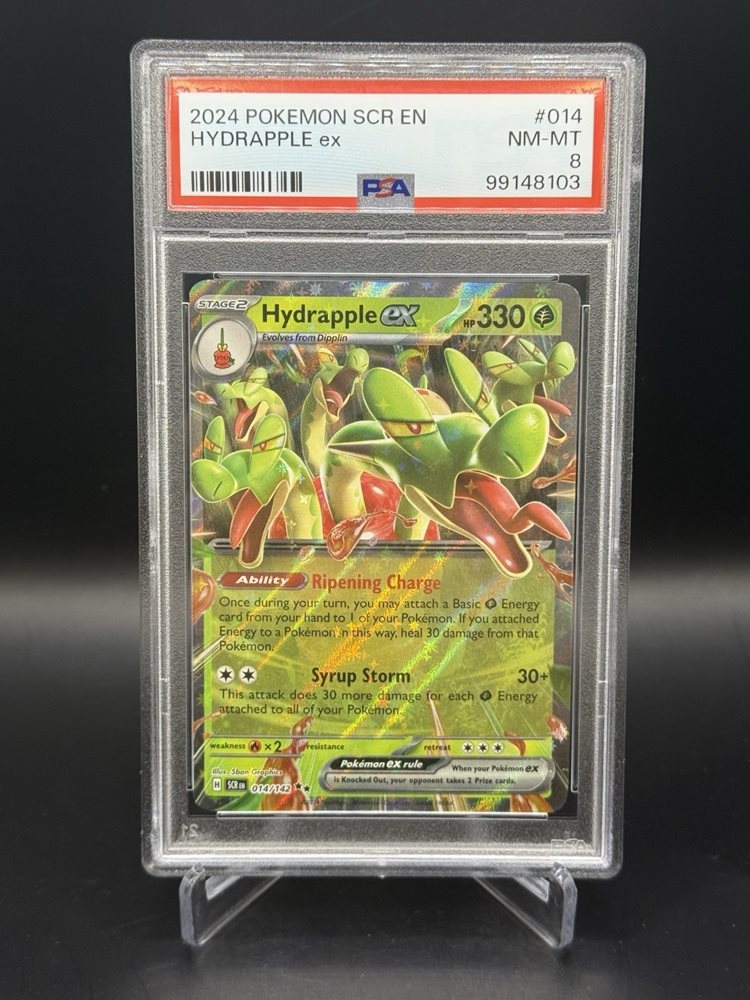 2024 POKEMON SCR EN #014
HYDRAPPLE ex NM-MT
8
PSA 99148103
STAGE2 Hydrapple ex HP 330
Evolves from Dipplin
Ability Ripening Charge
Once during your turn, you may attach a Basic Energy
card from your hand to 1 of your Pokémon. If you attached
Energy to a Pokémon in this way, heal 30 damage from that
Pokémon.
Syrup Storm 30+
This attack does 30 more damage for each Energy
attached to all of your Pokémon.
weakness ×2 resistance retreat
Pokémon ex rule When your Pokémon ex
is Knocked Out, your opponent takes 2 Prize cards.
Illus. 5ban Graphics
H SCR EN 014/142